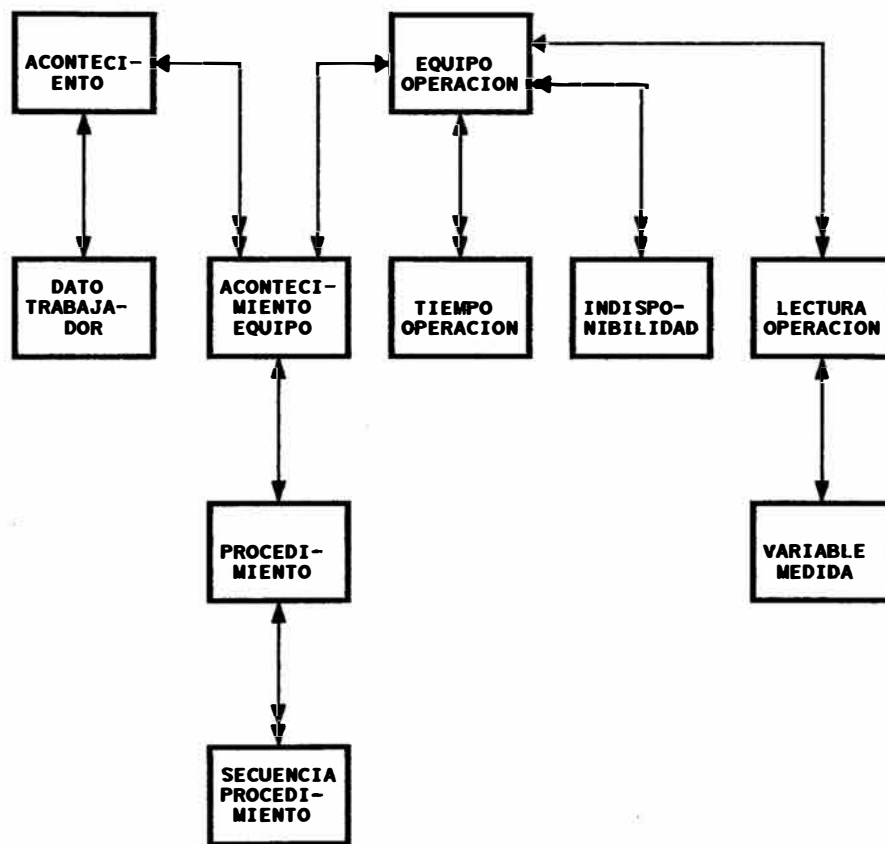 ACONTECI-
ENTO
EQUIPO
OPERACION
DATO
TRABAJA-
DOR
ACONTECI-
MIENTO
EQUIPO
TIEMPO
OPERACION
INDISPO-
NIBILIDAD
LECTURA
OPERACION
PROCEDI-
MIENTO
VARIABLE
MEDIDA
SECUENCIA
PROCEDI-
MIENTO